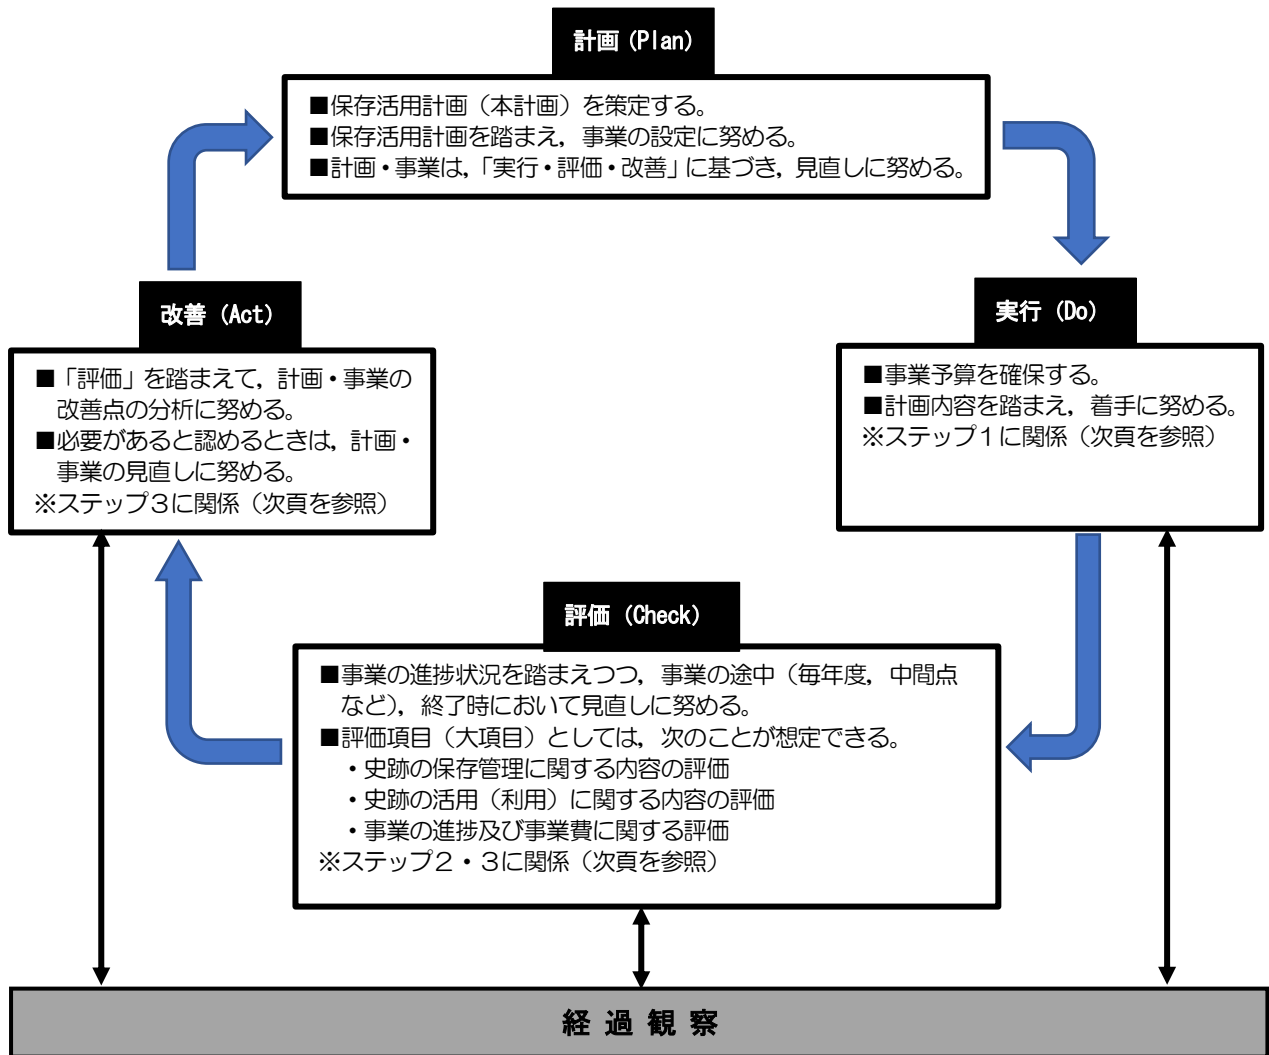 計画（Plan）
■保存活用計画（本計画）を策定する。
■保存活用計画を踏まえ，事業の設定に努める。
■計画・事業は，「実行・評価・改善」に基づき，見直しに努める。
改善（Act）
■「評価」を踏まえて，計画・事業の
改善点の分析に努める。
■必要があると認めるときは，計画・
事業の見直しに努める。
※ステップ３に関係（次頁を参照）
実行（Do）
■事業予算を確保する。
■計画内容を踏まえ，着手に努める。
※ステップ１に関係（次頁を参照）
評価（Check）
■事業の進捗状況を踏まえつつ，事業の途中（毎年度，中間点
など），終了時において見直しに努める。
■評価項目（大項目）としては，次のことが想定できる。
・史跡の保存管理に関する内容の評価
・史跡の活用（利用）に関する内容の評価
・事業の進捗及び事業費に関する評価
※ステップ２・３に関係（次頁を参照）
経 過 観 察